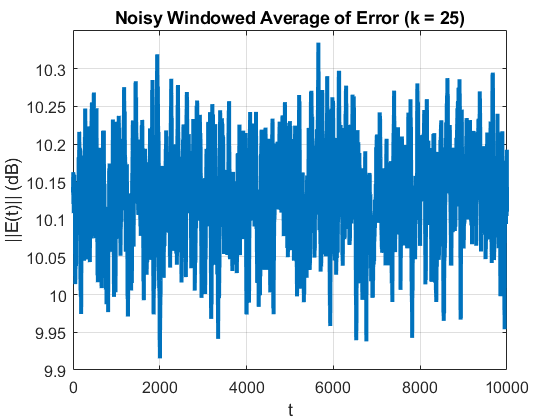 Noisy Windowed Average of Error (k = 25)
||E(t)|| (dB)
10.3
10.25
10.2
10.15
10.1
10.05
10
9.95
9.9
0 2000 4000 6000 8000 10000
t